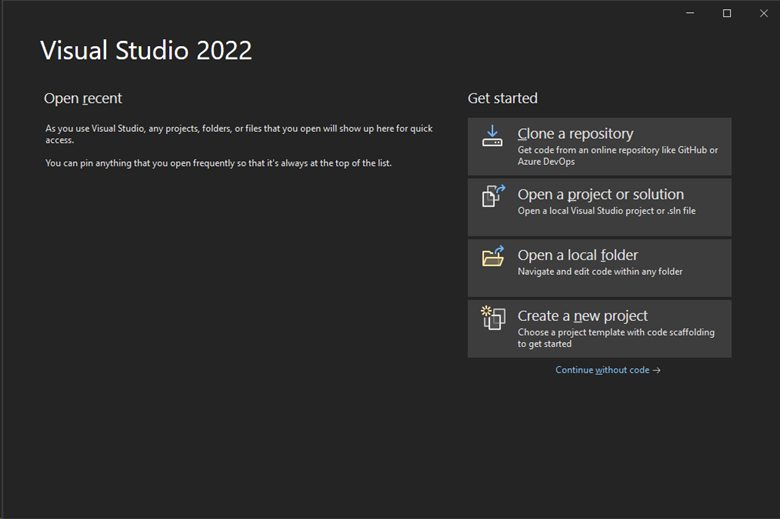 Visual Studio 2022
Open recent
As you use Visual Studio, any projects, folders, or files that you open will show up here for quick
access.
You can pin anything that you open frequently so that it's always at the top of the list.
Get started
Clone a repository
Get code from an online repository like GitHub or
Azure DevOps
Open a project or solution
Open a local Visual Studio project or .sln file
Open a local folder
Navigate and edit code within any folder
Create a new project
Choose a project template with code scaffolding
to get started
Continue without code →